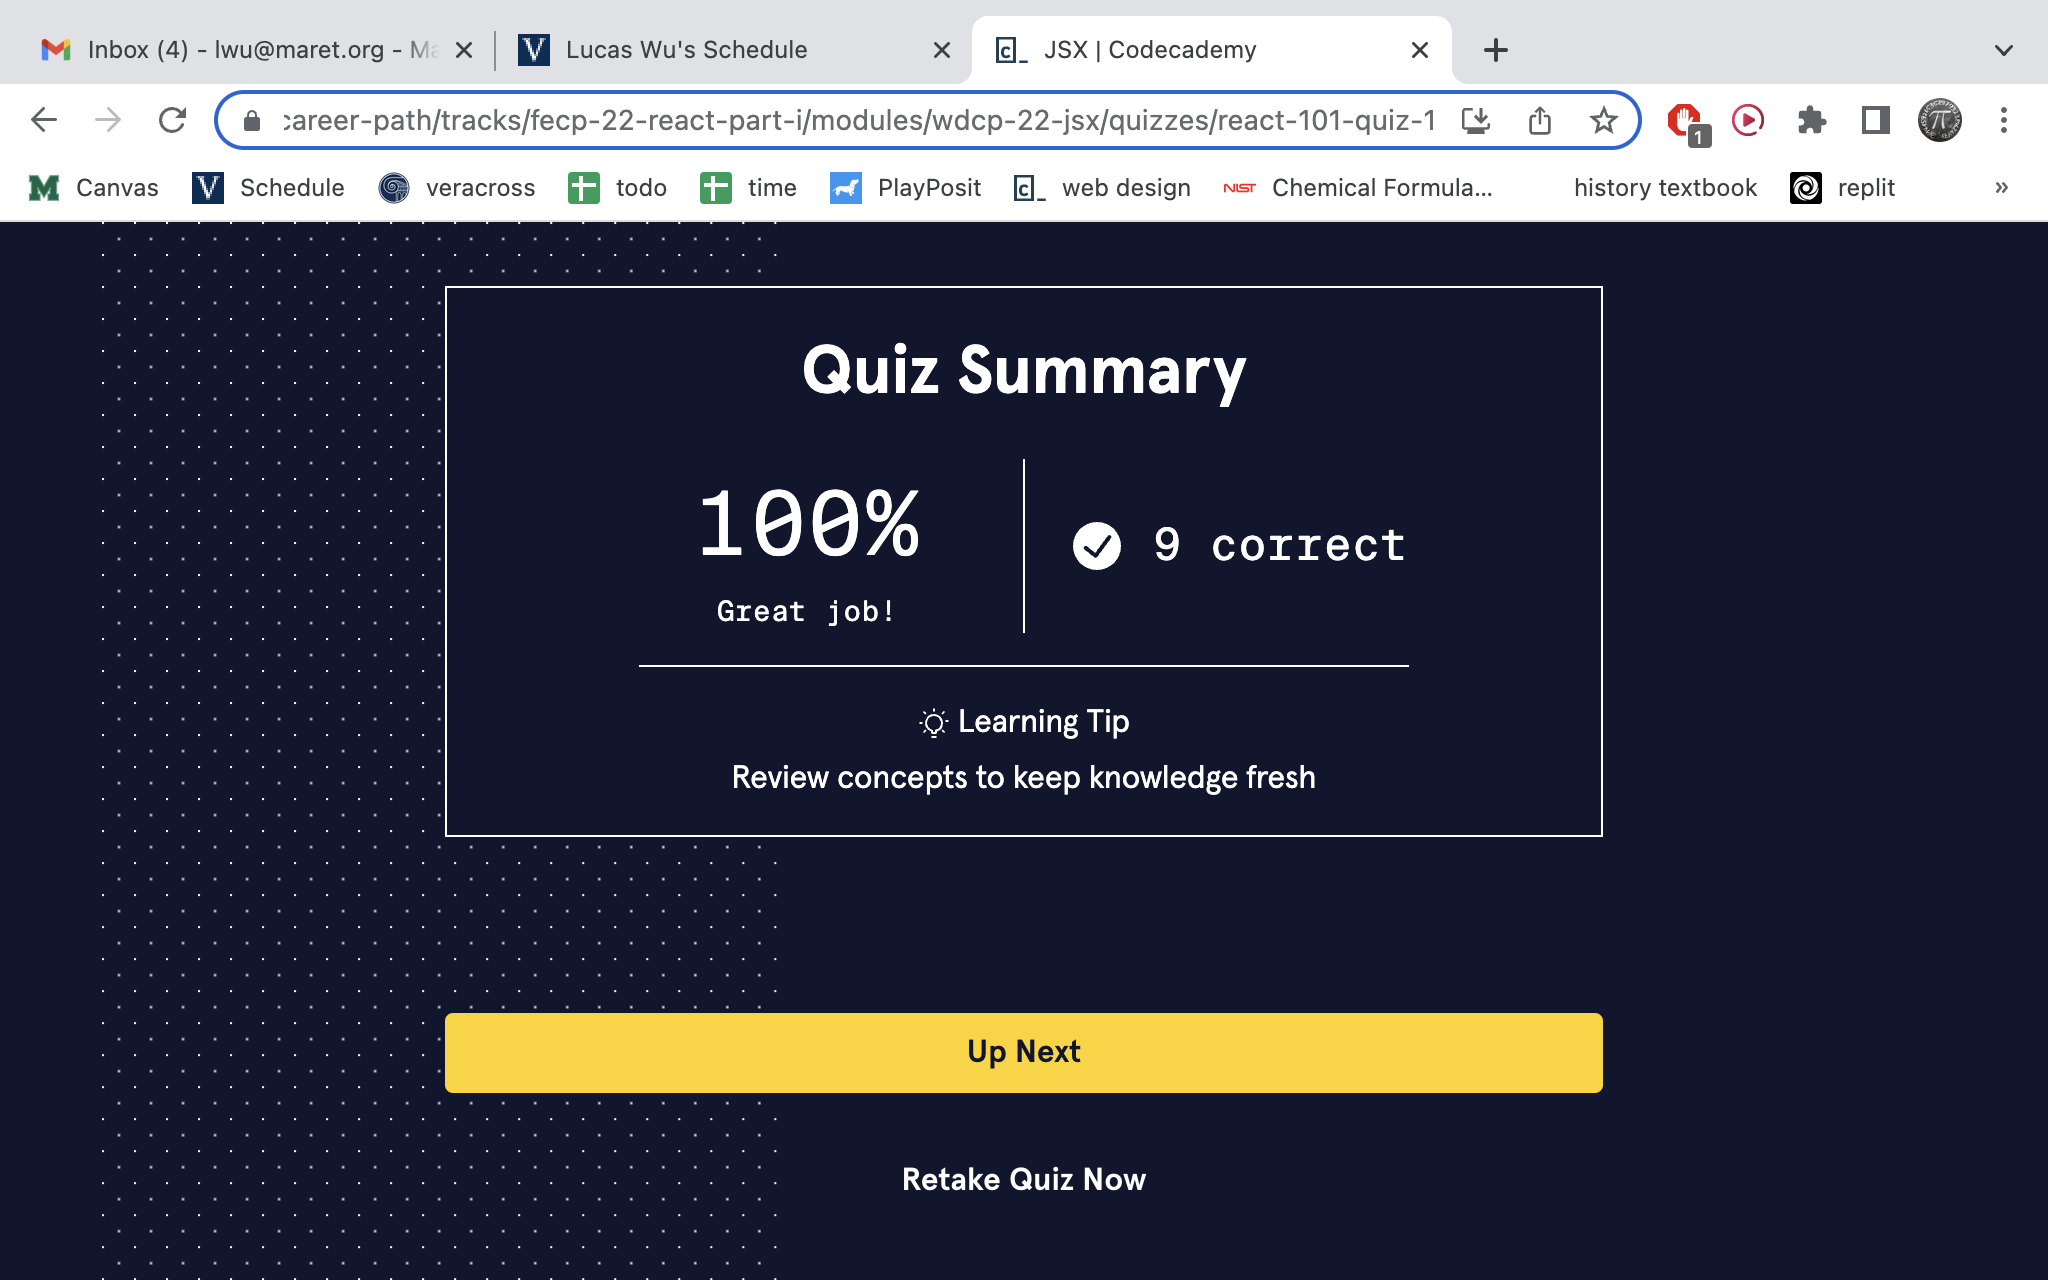 Inbox (4) - lwu@maret.org - Ma
Lucas Wu's Schedule
JSX | Codecademy
career-path/tracks/fecp-22-react-part-i/modules/wdcp-22-jsx/quizzes/react-101-quiz-1
1
Canvas
Schedule
veracross
todo
time
PlayPosit
web design
NIST
Chemical Formula...
history textbook
replit
»
Quiz Summary
100%
Great job!
9 correct
Learning Tip
Review concepts to keep knowledge fresh
Up Next
Retake Quiz Now